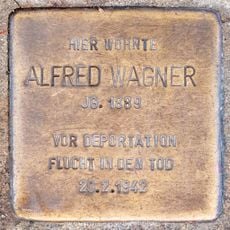 HIER WOHNTE
ALFRED WAGNER
JG. 1889
VOR DEPORTATION
FLUCHT IN DEN TOD
20.2.1942